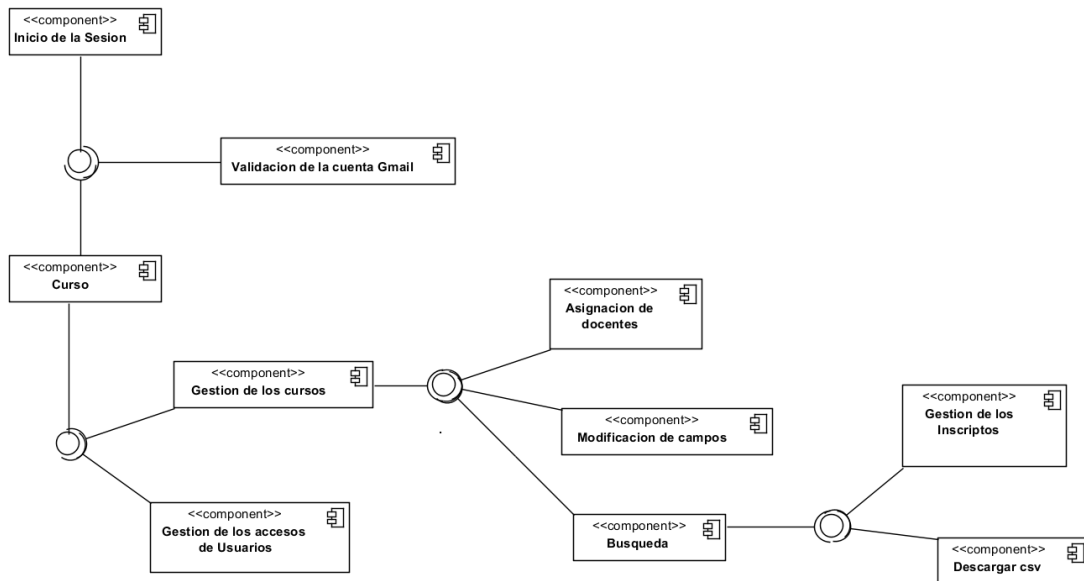 <<component>>
Inicio de la Sesion
<<component>>
Validacion de la cuenta Gmail
<<component>>
Curso
<<component>>
Asignacion de
docentes
<<component>>
Gestion de los cursos
<<component>>
Modificacion de campos
<<component>>
Gestion de los
Inscriptos
<<component>>
Gestion de los accesos
de Usuarios
<<component>>
Busqueda
<<component>>
Descargar csv